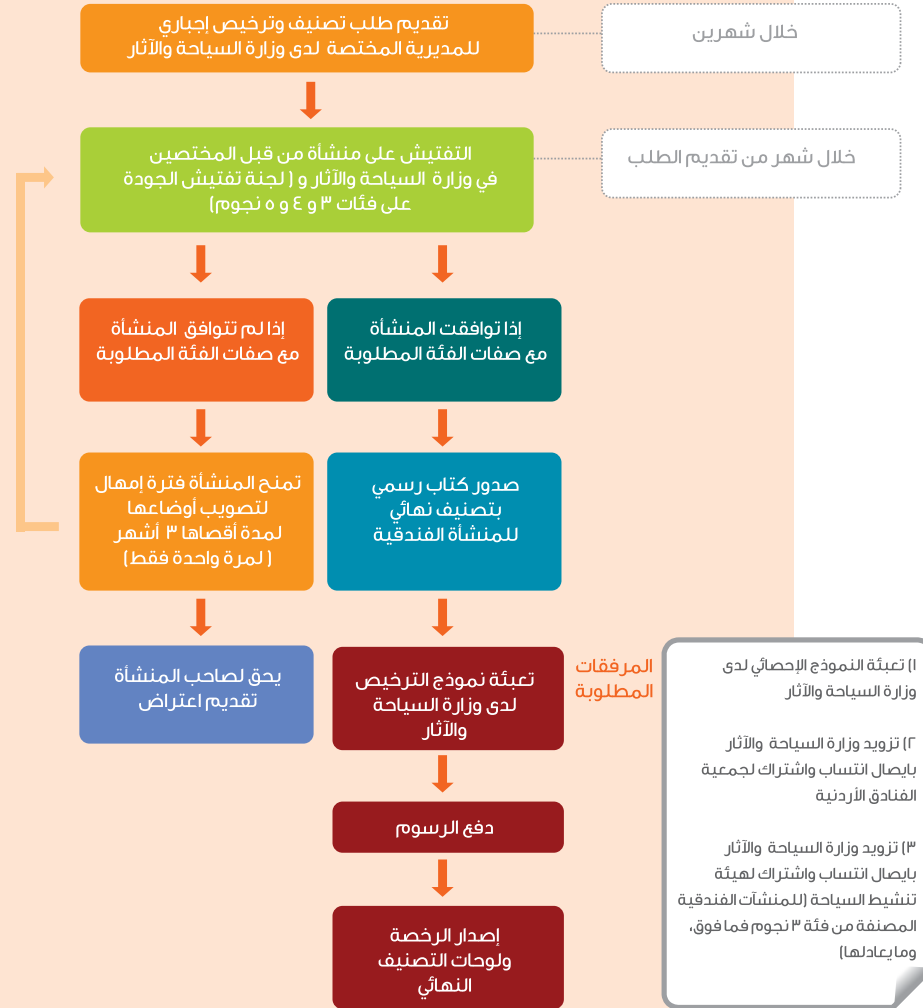 تقديم طلب تصنيف وترخيص إجباري
للمديرية المختصة لدى وزارة السياحة والآثار
خلال شهرين
التفتيش على منشأة من قبل المختصين
في وزارة السياحة والآثار و ( لجنة تفتيش الجودة
على فئات ٣ و ٤ و ٥ نجوم)
خلال شهر من تقديم الطلب
إذا توافقت المنشأة
مع صفات الفئة المطلوبة
إذا لم تتوافق المنشأة
مع صفات الفئة المطلوبة
صدور كتاب رسمي
بتصنيف نهائي
للمنشأة الفندقية
تمنح المنشأة فترة إمهال
لتصويب أوضاعها
لمدة أقصاها ٣ أشهر
( لمرة واحدة فقط)
تعبئة نموذج الترخيص
لدى وزارة السياحة
والآثار
يحق لصاحب المنشأة
تقديم اعتراض
المرفقات
المطلوبة
١) تعبئة النموذج الإحصائي لدى
وزارة السياحة والآثار
٢) تزويد وزارة السياحة والآثار
بايصال انتساب واشتراك لجمعية
الفنادق الأردنية
٣) تزويد وزارة السياحة والآثار
بايصال انتساب واشتراك لهيئة
تنشيط السياحة (للمنشآت الفندقية
المصنفة من فئة ٣ نجوم فما فوق،
ومايعادلها)
دفع الرسوم
إصدار الرخصة
ولوحات التصنيف
النهائي